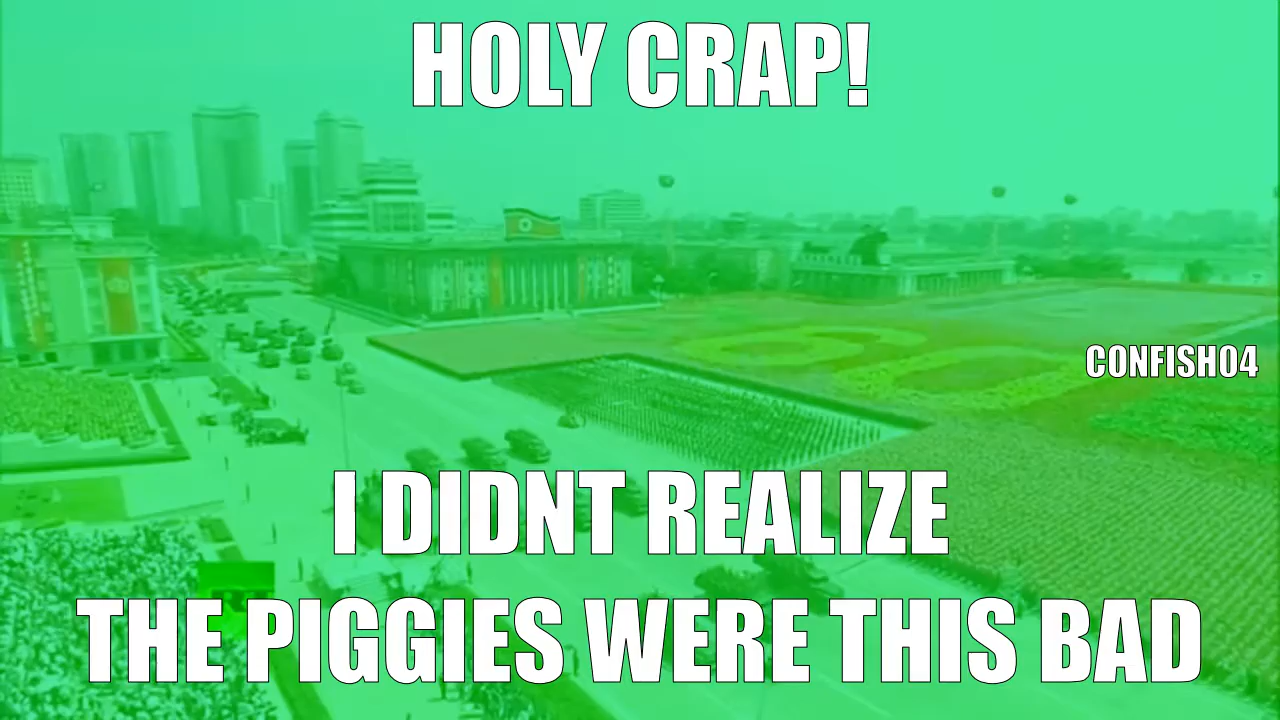 HOLY CRAP!
CONFISH04
I DIDNT REALIZE
THE PIGGIES WERE THIS BAD